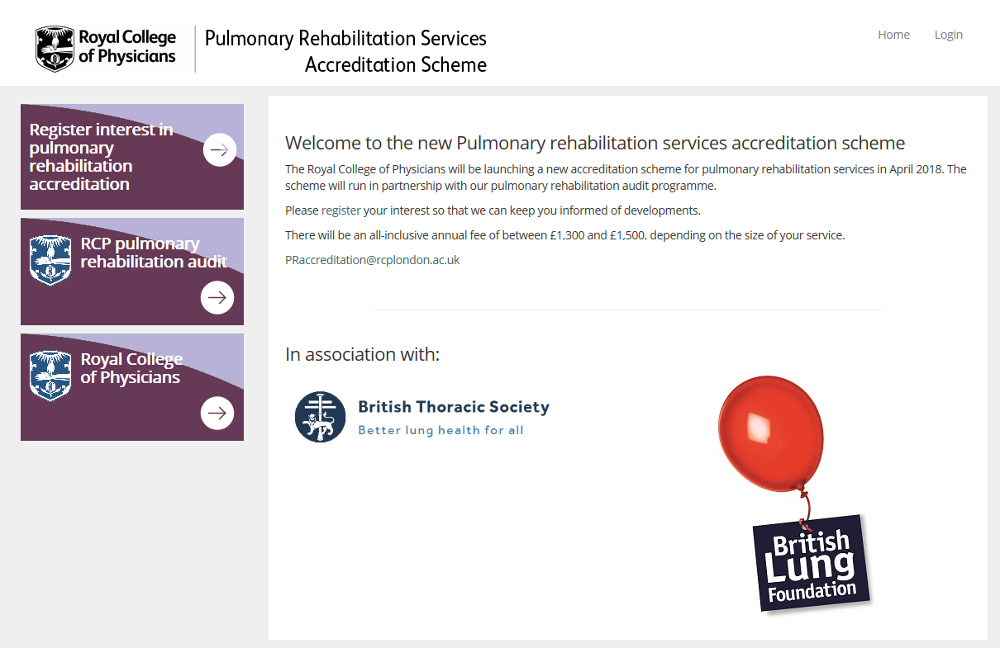 Royal College
of Physicians
Pulmonary Rehabilitation Services
Accreditation Scheme
Home
Login
Register interest in
pulmonary
rehabilitation
accreditation
RCP pulmonary
rehabilitation audit
Royal College
of Physicians
Welcome to the new Pulmonary rehabilitation services accreditation scheme
The Royal College of Physicians will be launching a new accreditation scheme for pulmonary rehabilitation services in April 2018. The
scheme will run in partnership with our pulmonary rehabilitation audit programme.
Please register your interest so that we can keep you informed of developments.
There will be an all-inclusive annual fee of between £1,300 and £1,500, depending on the size of your service.
PRaccreditation@rcplondon.ac.uk
In association with:
British Thoracic Society
Better lung health for all
British
Lung
Foundation